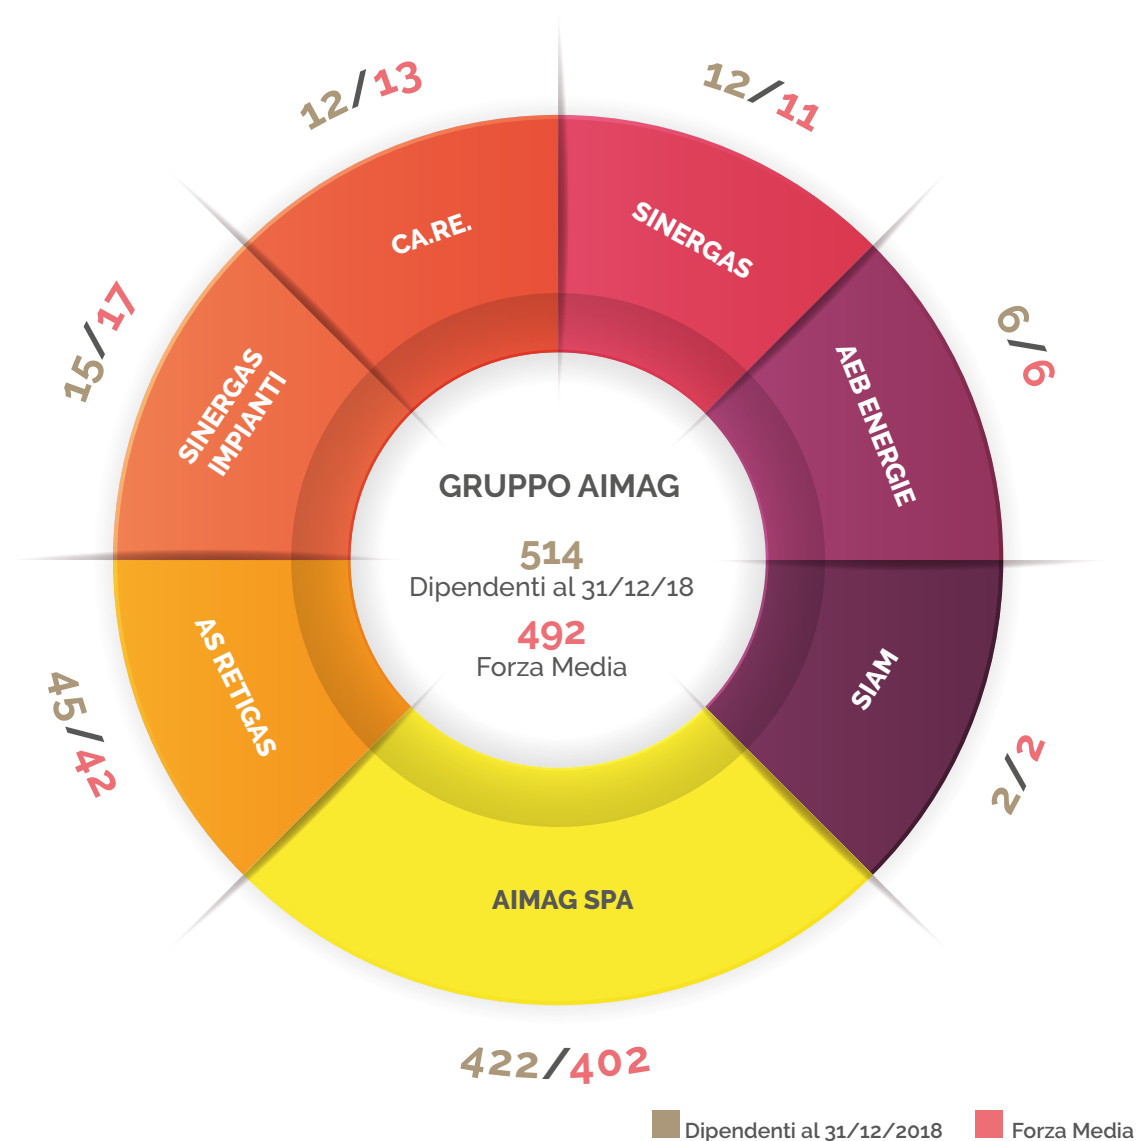 12/13
12/11
CA.RE.
SINERGAS
15/17
6/6
SINERGAS
IMPIANTI
AEB ENERGIE
GRUPPO AIMAG
514
Dipendenti al 31/12/18
492
Forza Media
AS RETIGAS
SIAM
45/42
2/2
AIMAG SPA
422/402
Dipendenti al 31/12/2018
Forza Media